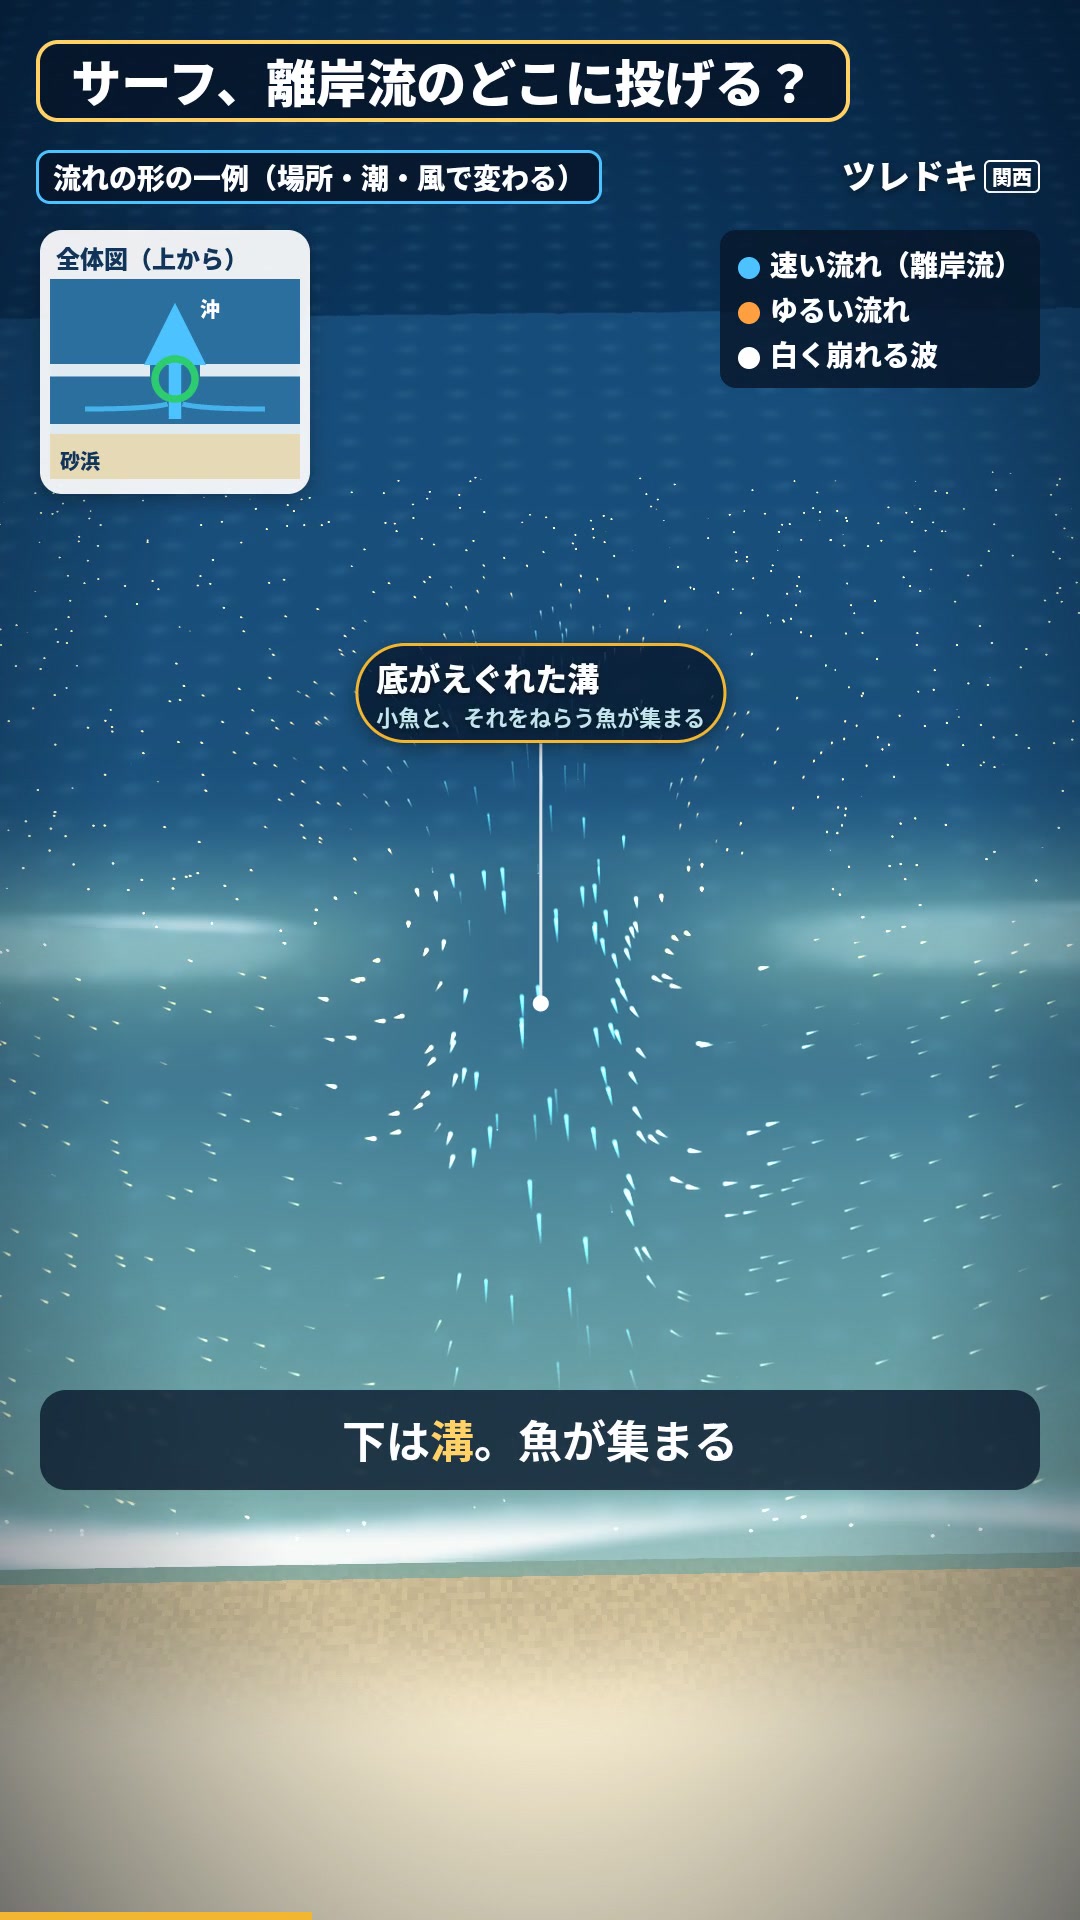 サーフ、離岸流のどこに投げる？
流れの形の一例（場所・潮・風で変わる）
ツレドキ 関西
全体図（上から）
沖
砂浜
速い流れ（離岸流）
ゆるい流れ
白く崩れる波
底がえぐれた溝
小魚と、それをねらう魚が集まる
下は溝。魚が集まる